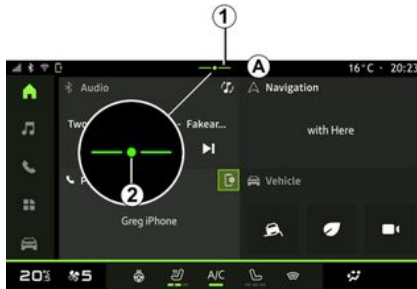 1
A
16°C · 20:23
Audio
Navigation
Two
Fakear...
with Here
2
P
Vehicle
Greg iPhone
20°5
5
A/C